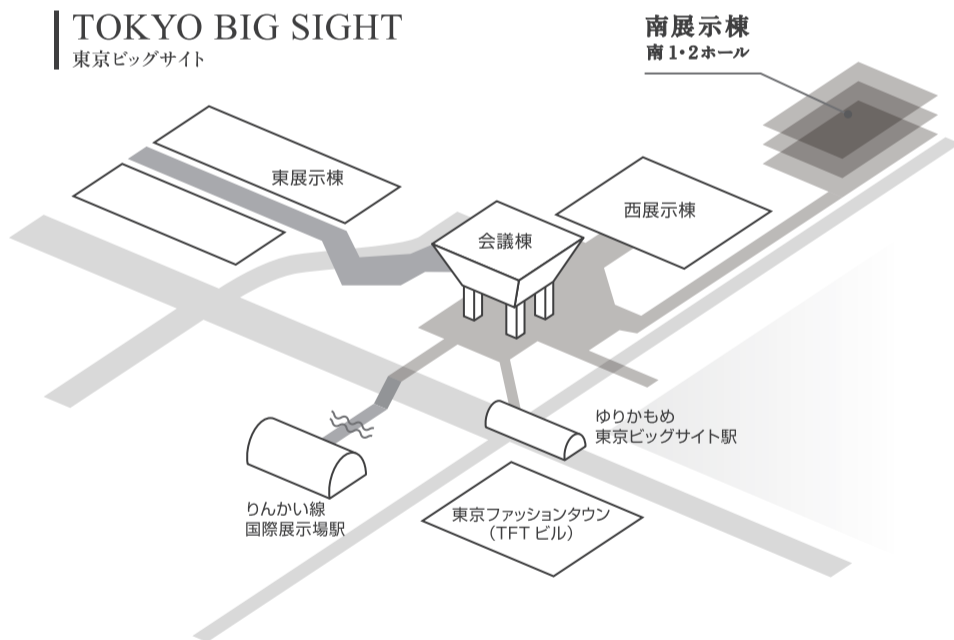 TOKYO BIG SIGHT
東京ビッグサイト
南展示棟
南1・2ホール
東展示棟
西展示棟
会議棟
ゆりかもめ
東京ビッグサイト駅
りんかい線
国際展示場駅
東京ファッションタウン
（TFTビル）